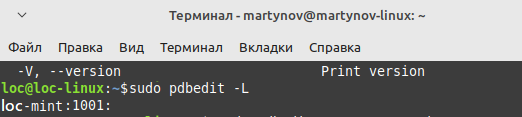 Терминал - martynov@martynov-linux: ~
Файл Правка Вид Терминал Вкладки Справка
-V, --version Print version
loc@loc-linux:~$sudo pdbedit -L
loc-mint:1001: